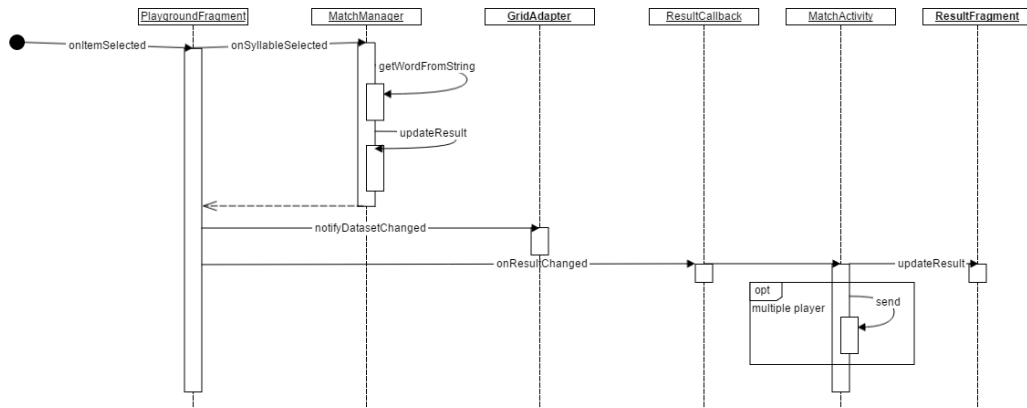 PlaygroundFragment
MatchManager
GridAdapter
ResultCallback
MatchActivity
ResultFragment
onItemSelected
onSyllableSelected
getWordFromString
updateResult
notifyDatasetChanged
onResultChanged
updateResult
opt
multiple player
send